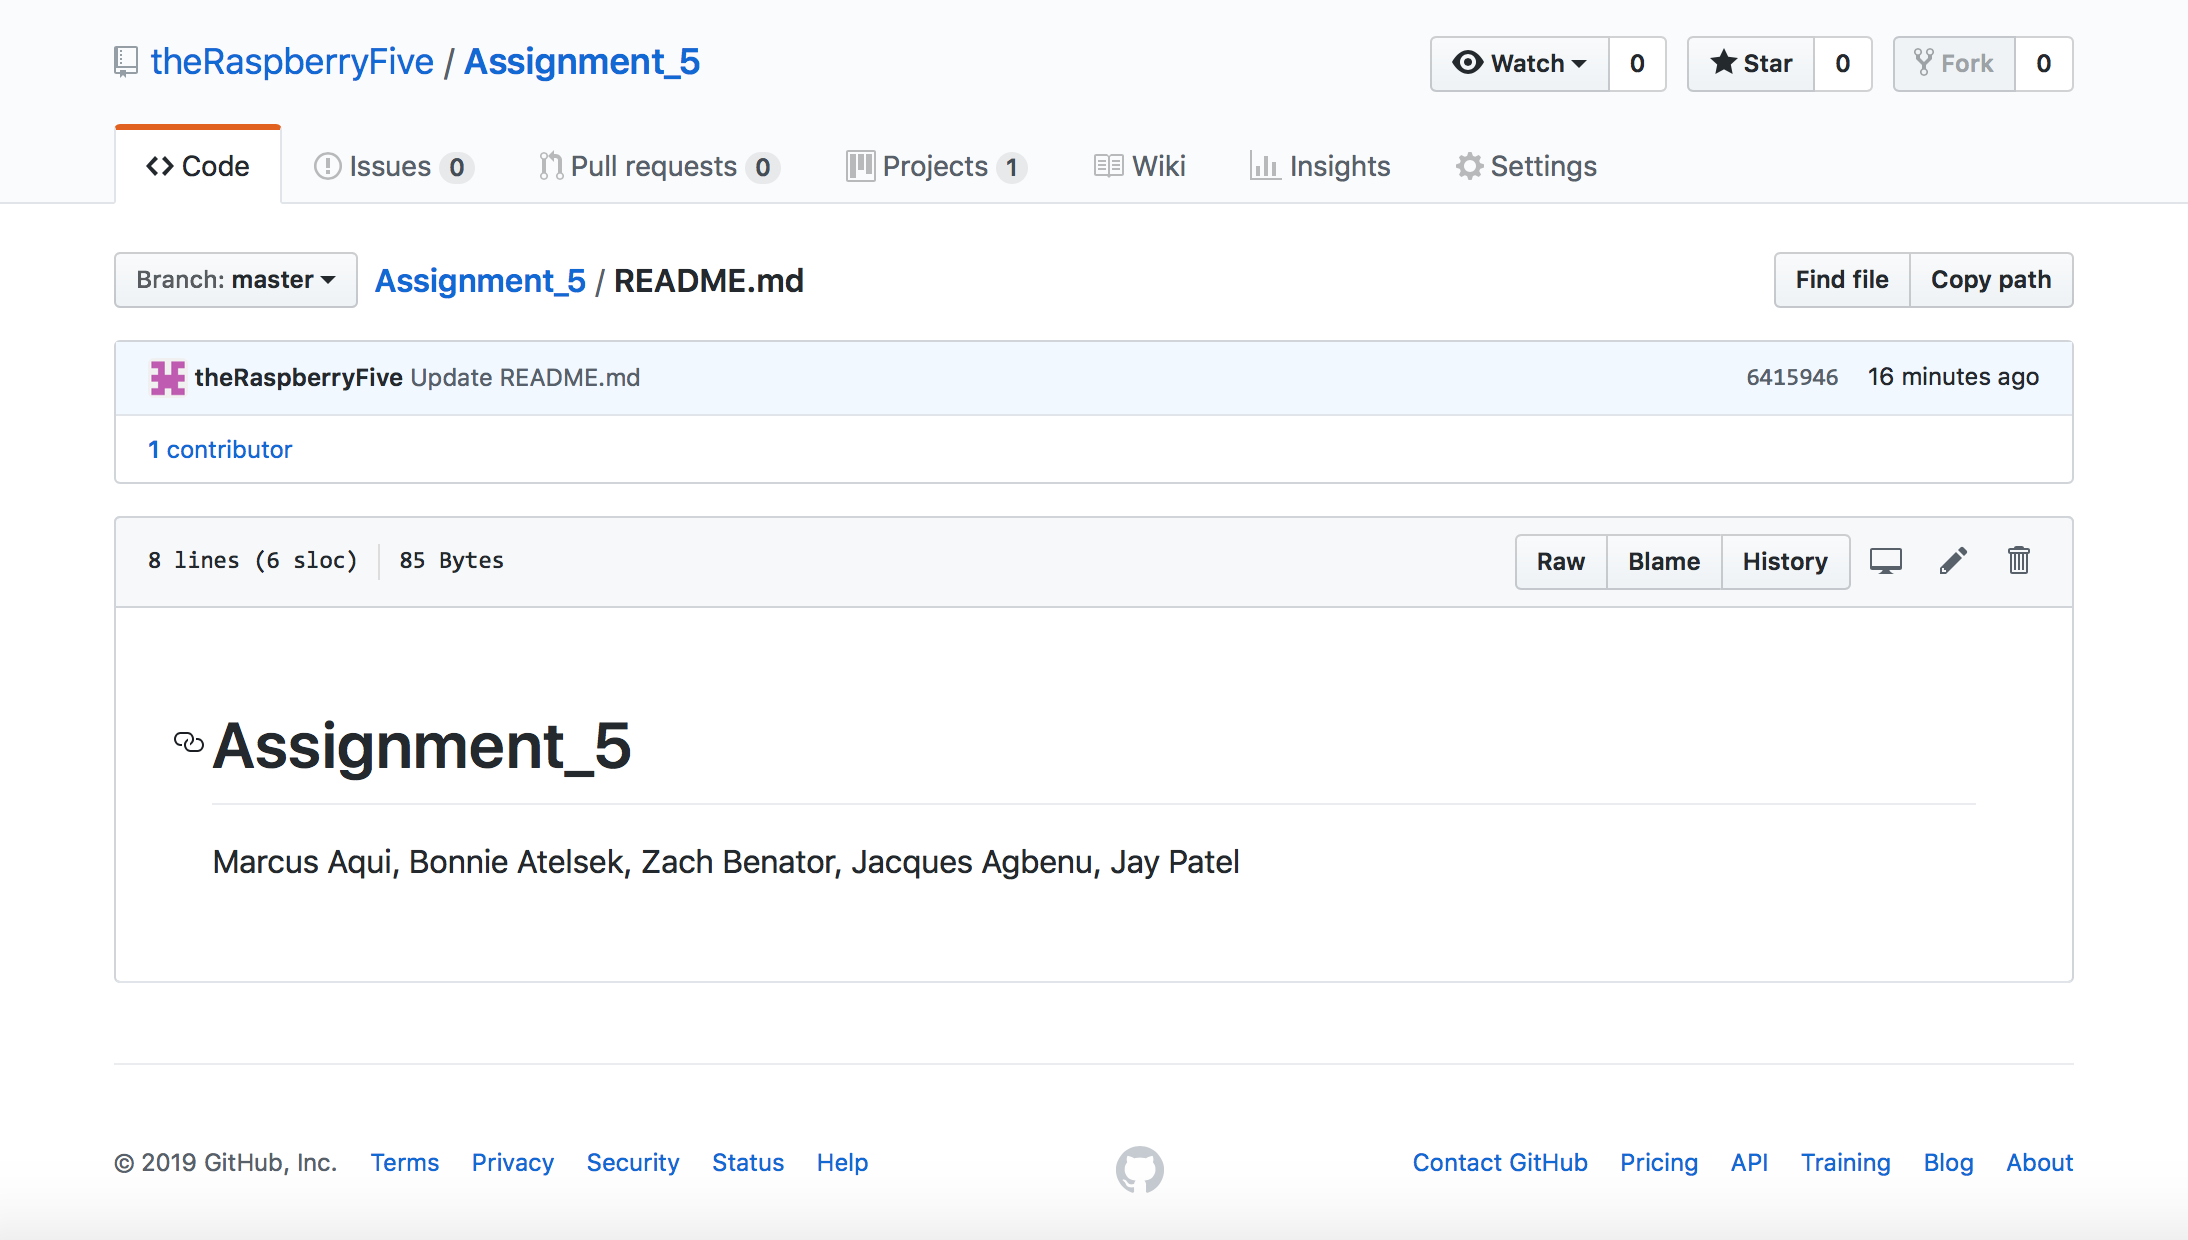 theRaspberryFive / Assignment_5 Watch 0 Star 0 Fork 0
Code Issues 0 Pull requests 0 Projects 1 Wiki Insights Settings
Branch: master Assignment_5 / README.md Find file Copy path
theRaspberryFive Update README.md 6415946 16 minutes ago
1 contributor
8 lines (6 sloc) 85 Bytes Raw Blame History
Assignment_5
Marcus Aqui, Bonnie Atelsek, Zach Benator, Jacques Agbenu, Jay Patel
© 2019 GitHub, Inc. Terms Privacy Security Status Help Contact GitHub Pricing API Training Blog About